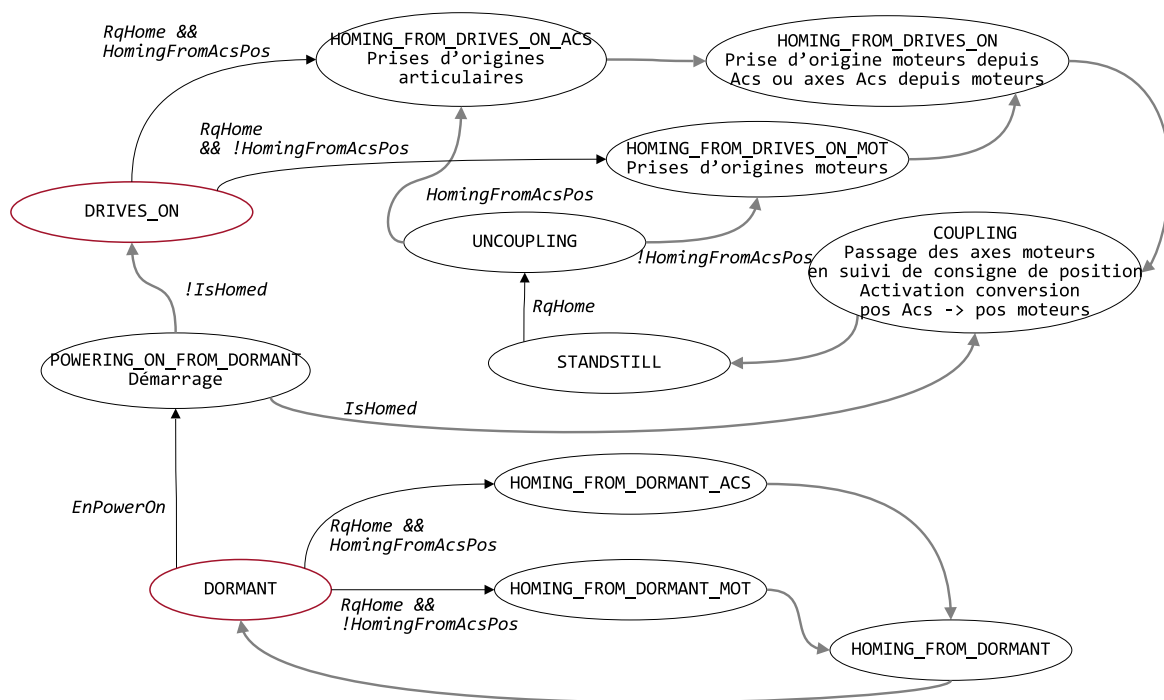 RqHome &&
HomingFromAcsPos
HOMING_FROM_DRIVES_ON_ACS
Prises d'origines
articulaires
HOMING_FROM_DRIVES_ON
Prise d'origine moteurs depuis
Acs ou axes Acs depuis moteurs
RqHome
&& !HomingFromAcsPos
HOMING_FROM_DRIVES_ON_MOT
Prises d'origines moteurs
HomingFromAcsPos
DRIVES_ON
UNCOUPLING
!HomingFromAcsPos
COUPLING
Passage des axes moteurs
en suivi de consigne de position
Activation conversion
pos Acs -> pos moteurs
!IsHomed
RqHome
POWERING_ON_FROM_DORMANT
Démarrage
STANDSTILL
IsHomed
EnPowerOn
HOMING_FROM_DORMANT_ACS
RqHome &&
HomingFromAcsPos
DORMANT
HOMING_FROM_DORMANT_MOT
RqHome &&
!HomingFromAcsPos
HOMING_FROM_DORMANT